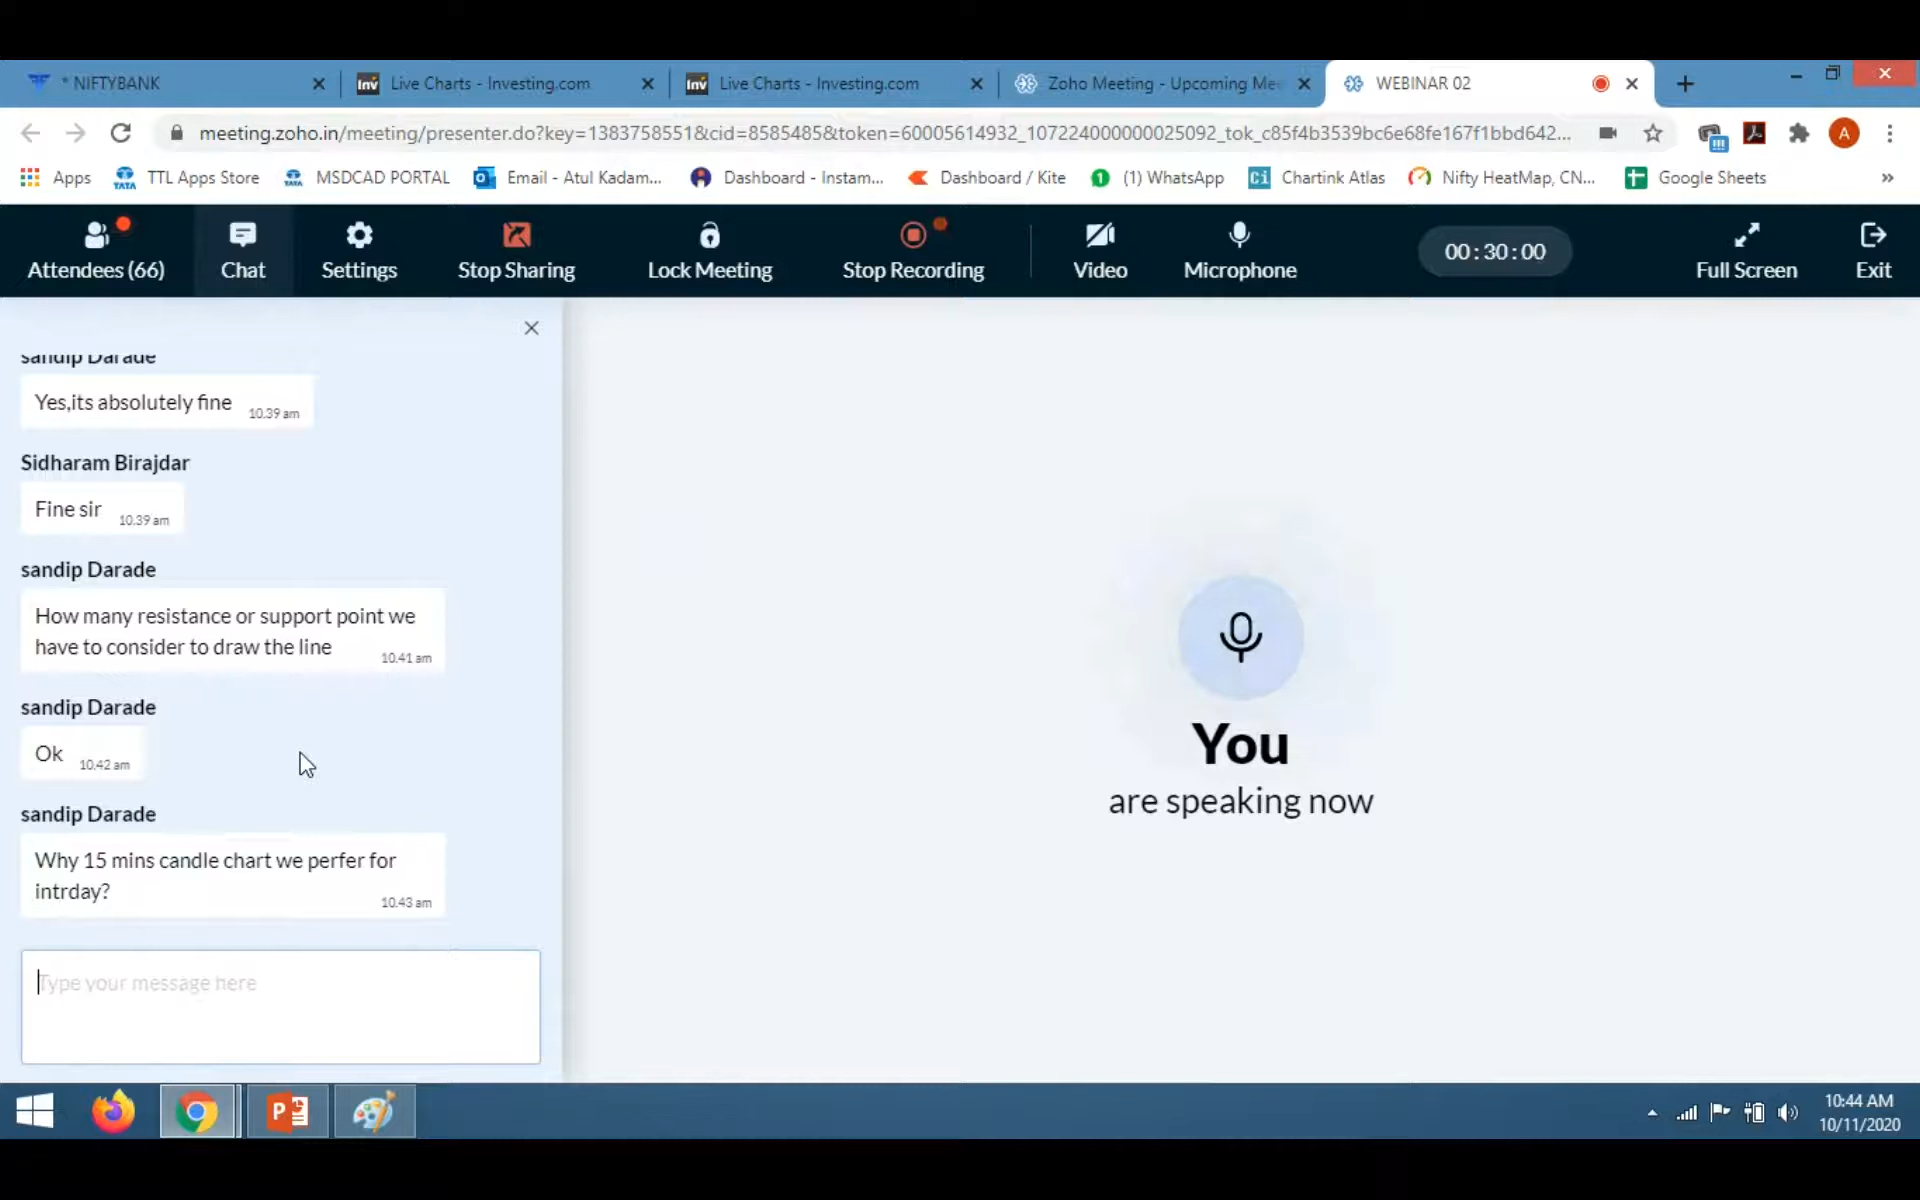 * NIFTYBANK
Live Charts - Investing.com
Live Charts - Investing.com
Zoho Meeting - Upcoming Me
WEBINAR 02
meeting.zoho.in/meeting/presenter.do?key=1383758551&cid=8585485&token=60005614932_107224000000025092_tok_c85f4b3539bc6e68fe167f1bbd642...
A
Apps
TTL Apps Store
MSDCAD PORTAL
Email - Atul Kadam...
Dashboard - Instam...
Dashboard / Kite
(1) WhatsApp
Chartink Atlas
Nifty HeatMap, CN...
Google Sheets
»
Attendees (66)
Chat
Settings
Stop Sharing
Lock Meeting
Stop Recording
Video
Microphone
00:30:00
Full Screen
Exit
sandip Darade
Yes,its absolutely fine 10.39 am
Sidharam Birajdar
Fine sir 10.39 am
sandip Darade
How many resistance or support point we
have to consider to draw the line 10.41 am
sandip Darade
Ok 10.42 am
sandip Darade
Why 15 mins candle chart we perfer for
intrday? 10.43 am
Type your message here
You
are speaking now
10:44 AM
10/11/2020